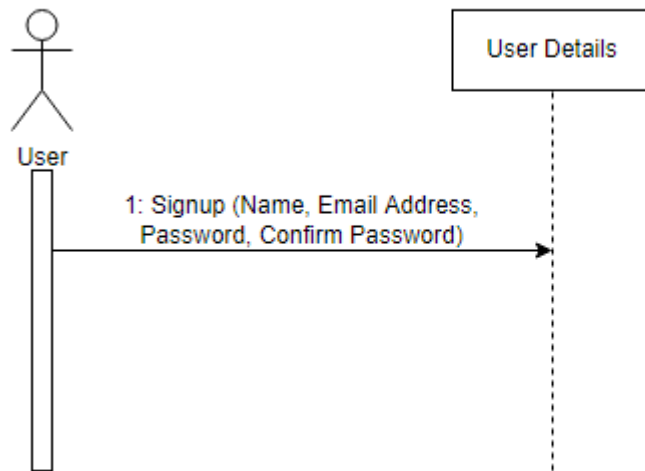 User Details
User
1: Signup (Name, Email Address,
Password, Confirm Password)